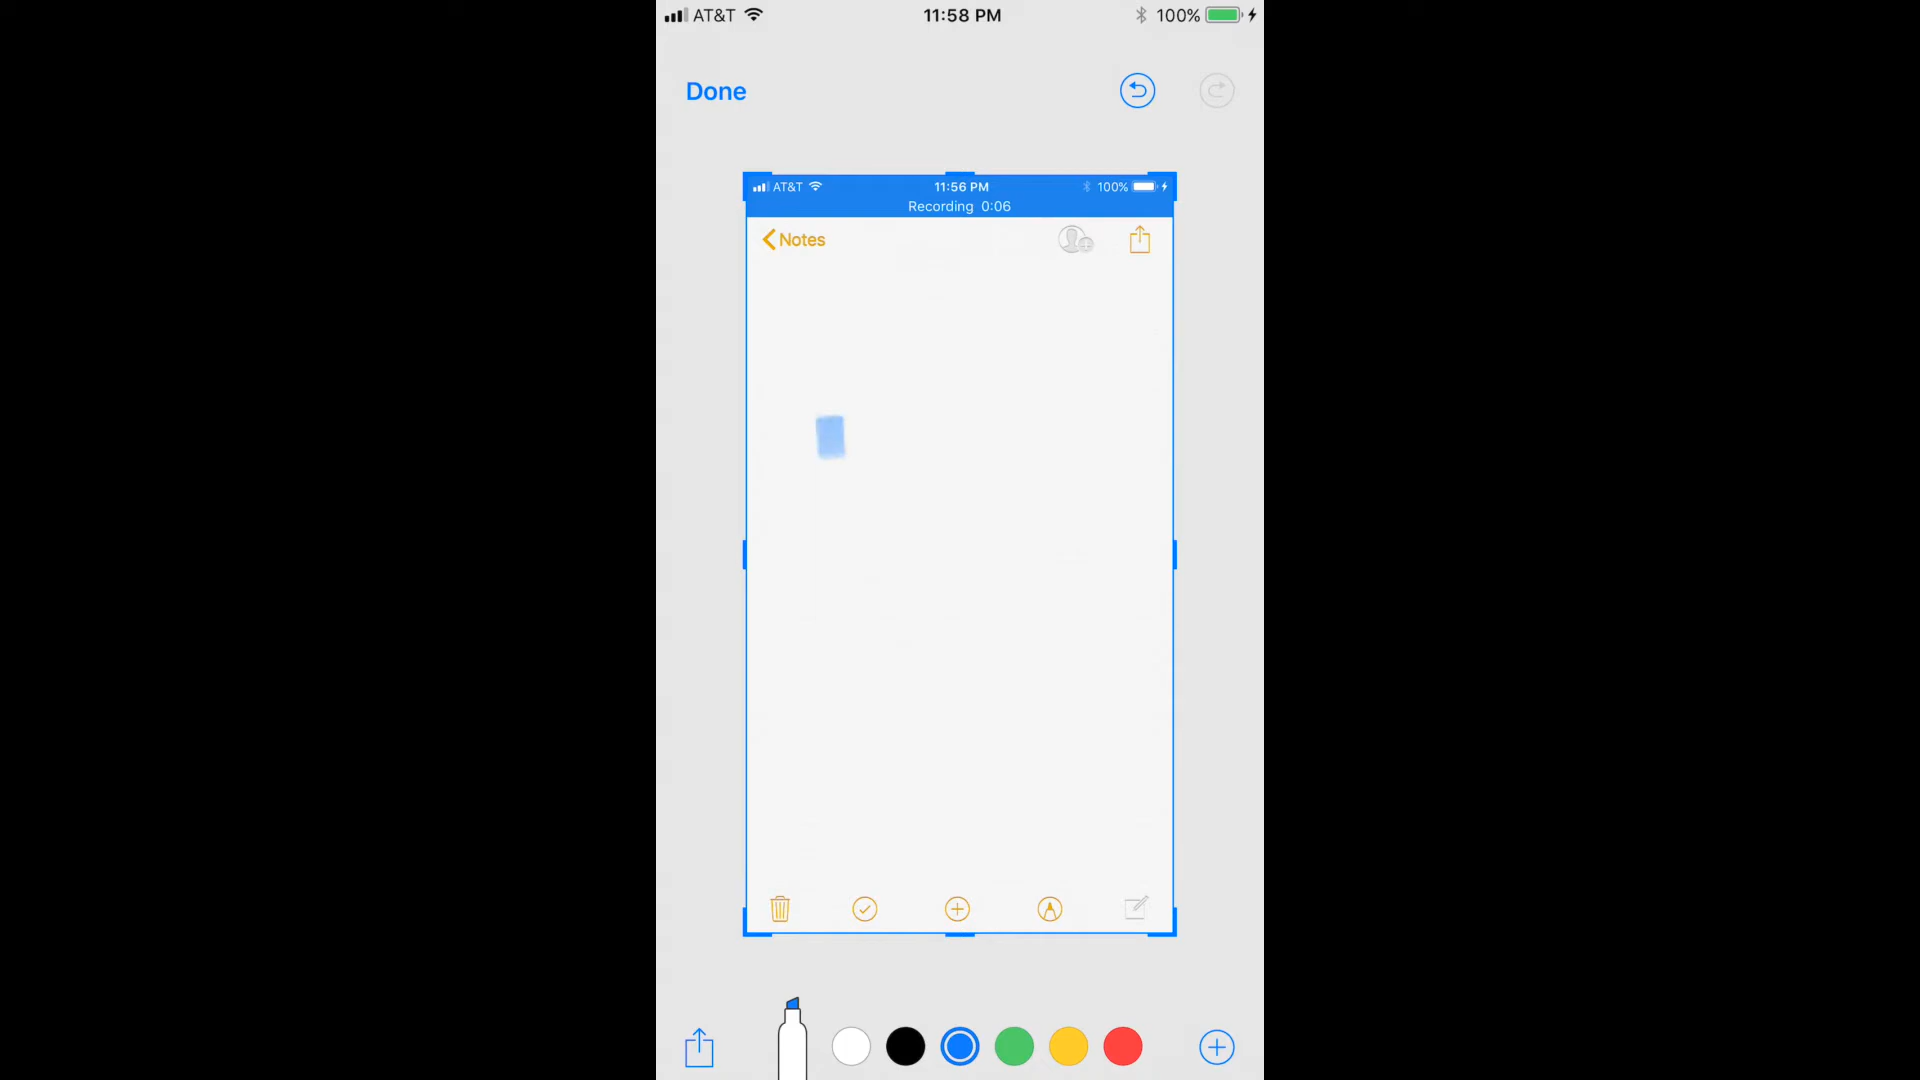 AT&T 11:58 PM 100%
Done
AT&T 11:56 PM 100%
Recording 0:06
Notes